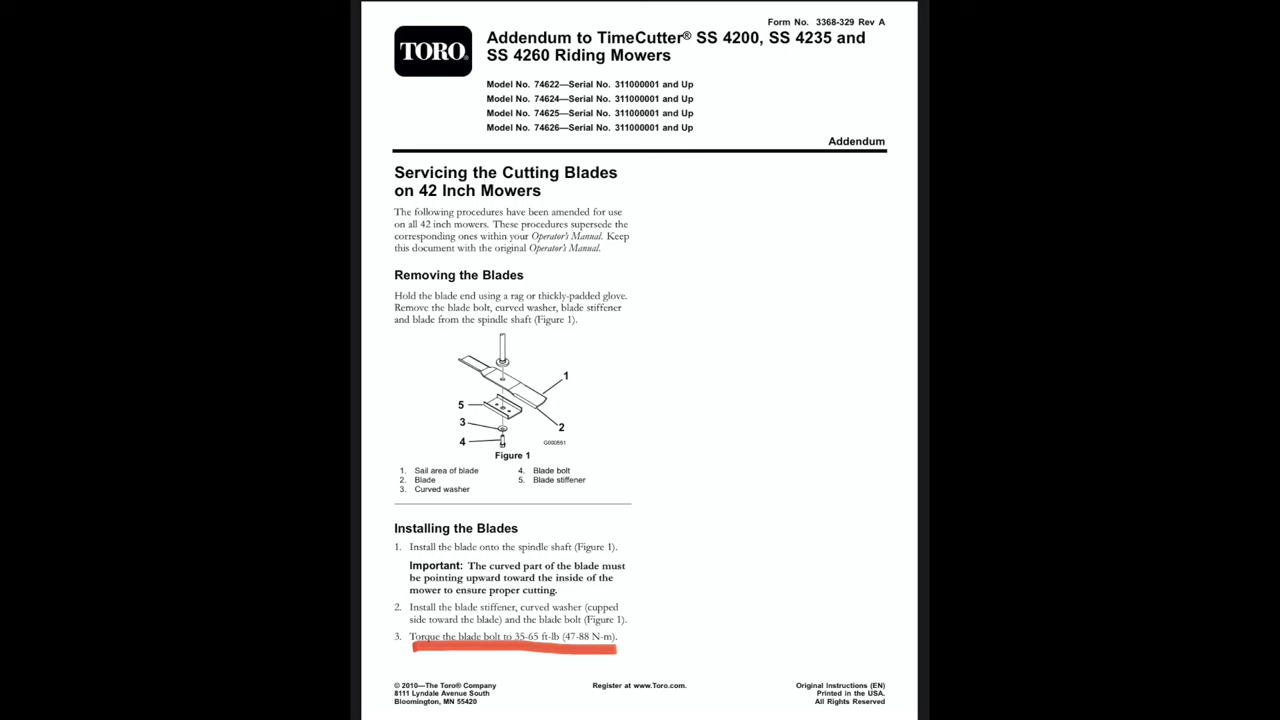 Form No. 3368-329 Rev A
TORO®
Addendum to TimeCutter® SS 4200, SS 4235 and
SS 4260 Riding Mowers
Model No. 74622—Serial No. 311000001 and Up
Model No. 74624—Serial No. 311000001 and Up
Model No. 74625—Serial No. 311000001 and Up
Model No. 74626—Serial No. 311000001 and Up
Addendum
Servicing the Cutting Blades
on 42 Inch Mowers
The following procedures have been amended for use
on all 42 inch mowers. These procedures supersede the
corresponding ones within your Operator's Manual. Keep
this document with the original Operator's Manual.
Removing the Blades
Hold the blade end using a rag or thickly-padded glove.
Remove the blade bolt, curved washer, blade stiffener
and blade from the spindle shaft (Figure 1).
1
5
3
2
4
G000551
Figure 1
1. Sail area of blade
2. Blade
3. Curved washer
4. Blade bolt
5. Blade stiffener
Installing the Blades
1. Install the blade onto the spindle shaft (Figure 1).
Important: The curved part of the blade must
be pointing upward toward the inside of the
mower to ensure proper cutting.
2. Install the blade stiffener, curved washer (cupped
side toward the blade) and the blade bolt (Figure 1).
3. Torque the blade bolt to 35-65 ft-lb (47-88 N-m).
© 2010—The Toro® Company
8111 Lyndale Avenue South
Bloomington, MN 55420
Register at www.Toro.com.
Original Instructions (EN)
Printed in the USA.
All Rights Reserved